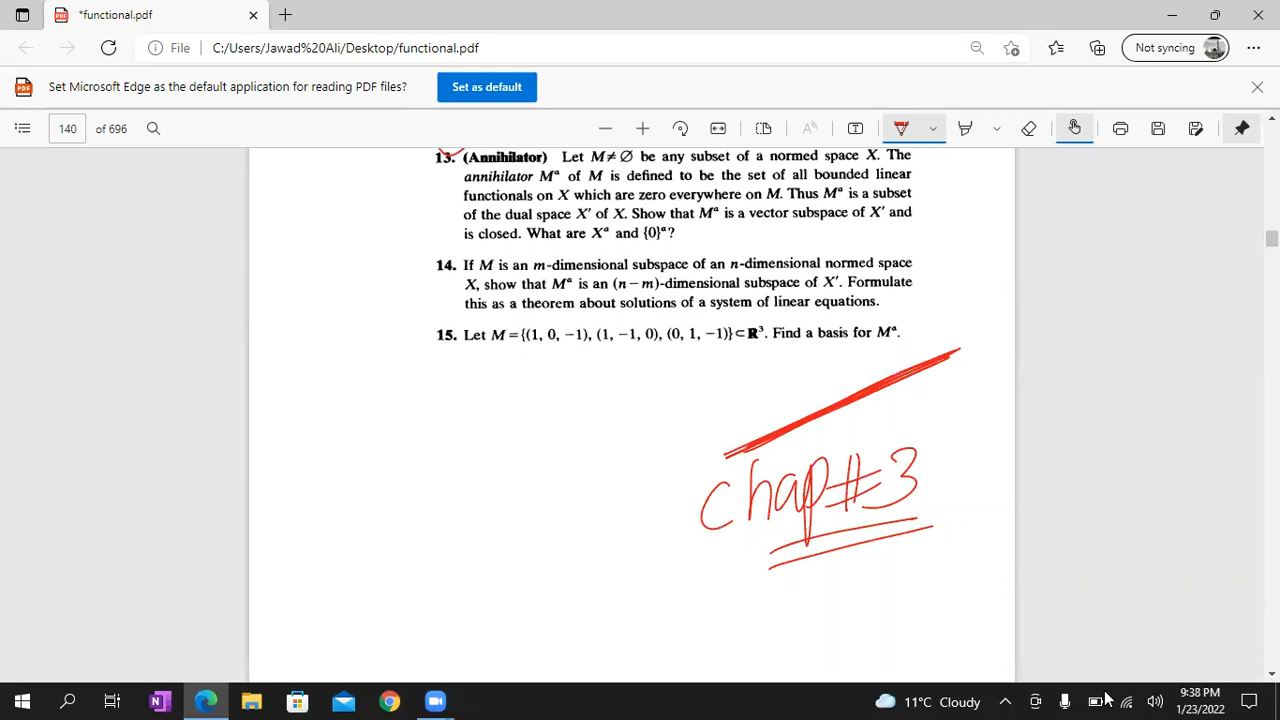 *functional.pdf
File C:/Users/Jawad%20Ali/Desktop/functional.pdf Not syncing
Set Microsoft Edge as the default application for reading PDF files? Set as default
140 of 696
13. (Annihilator) Let M ≠ ∅ be any subset of a normed space X. The
annihilator Mᵃ of M is defined to be the set of all bounded linear
functionals on X which are zero everywhere on M. Thus Mᵃ is a subset
of the dual space X′ of X. Show that Mᵃ is a vector subspace of X′ and
is closed. What are Xᵃ and {0}ᵃ?
14. If M is an m-dimensional subspace of an n-dimensional normed space
X, show that Mᵃ is an (n − m)-dimensional subspace of X′. Formulate
this as a theorem about solutions of a system of linear equations.
15. Let M = {(1, 0, −1), (1, −1, 0), (0, 1, −1)} ⊂ R³. Find a basis for Mᵃ.
Chap#3
11°C Cloudy
9:38 PM
1/23/2022